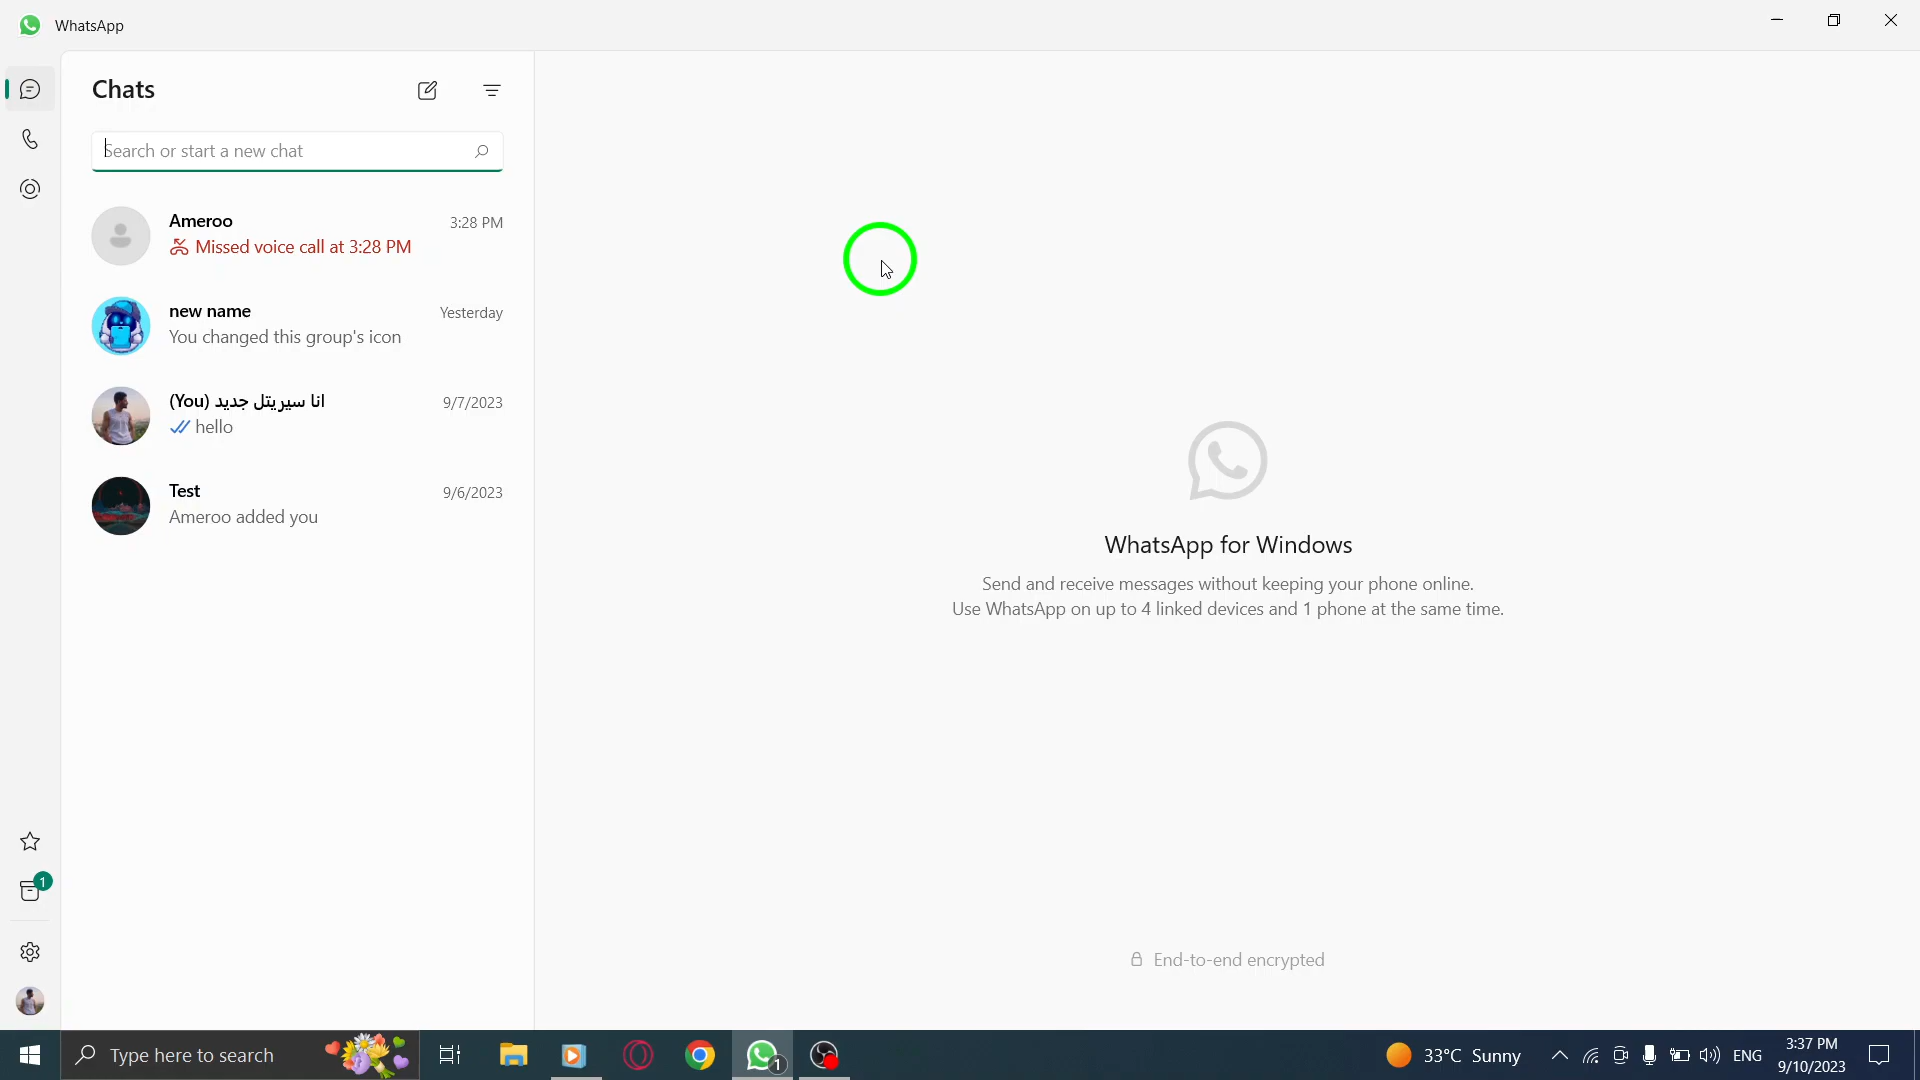 WhatsApp
Chats
Search or start a new chat
Ameroo
3:28 PM
Missed voice call at 3:28 PM
new name
Yesterday
You changed this group's icon
انا سيريتل جديد (You)
9/7/2023
hello
Test
9/6/2023
Ameroo added you
WhatsApp for Windows
Send and receive messages without keeping your phone online.
Use WhatsApp on up to 4 linked devices and 1 phone at the same time.
1
End-to-end encrypted
Type here to search
1
33°C Sunny
ENG
3:37 PM
9/10/2023